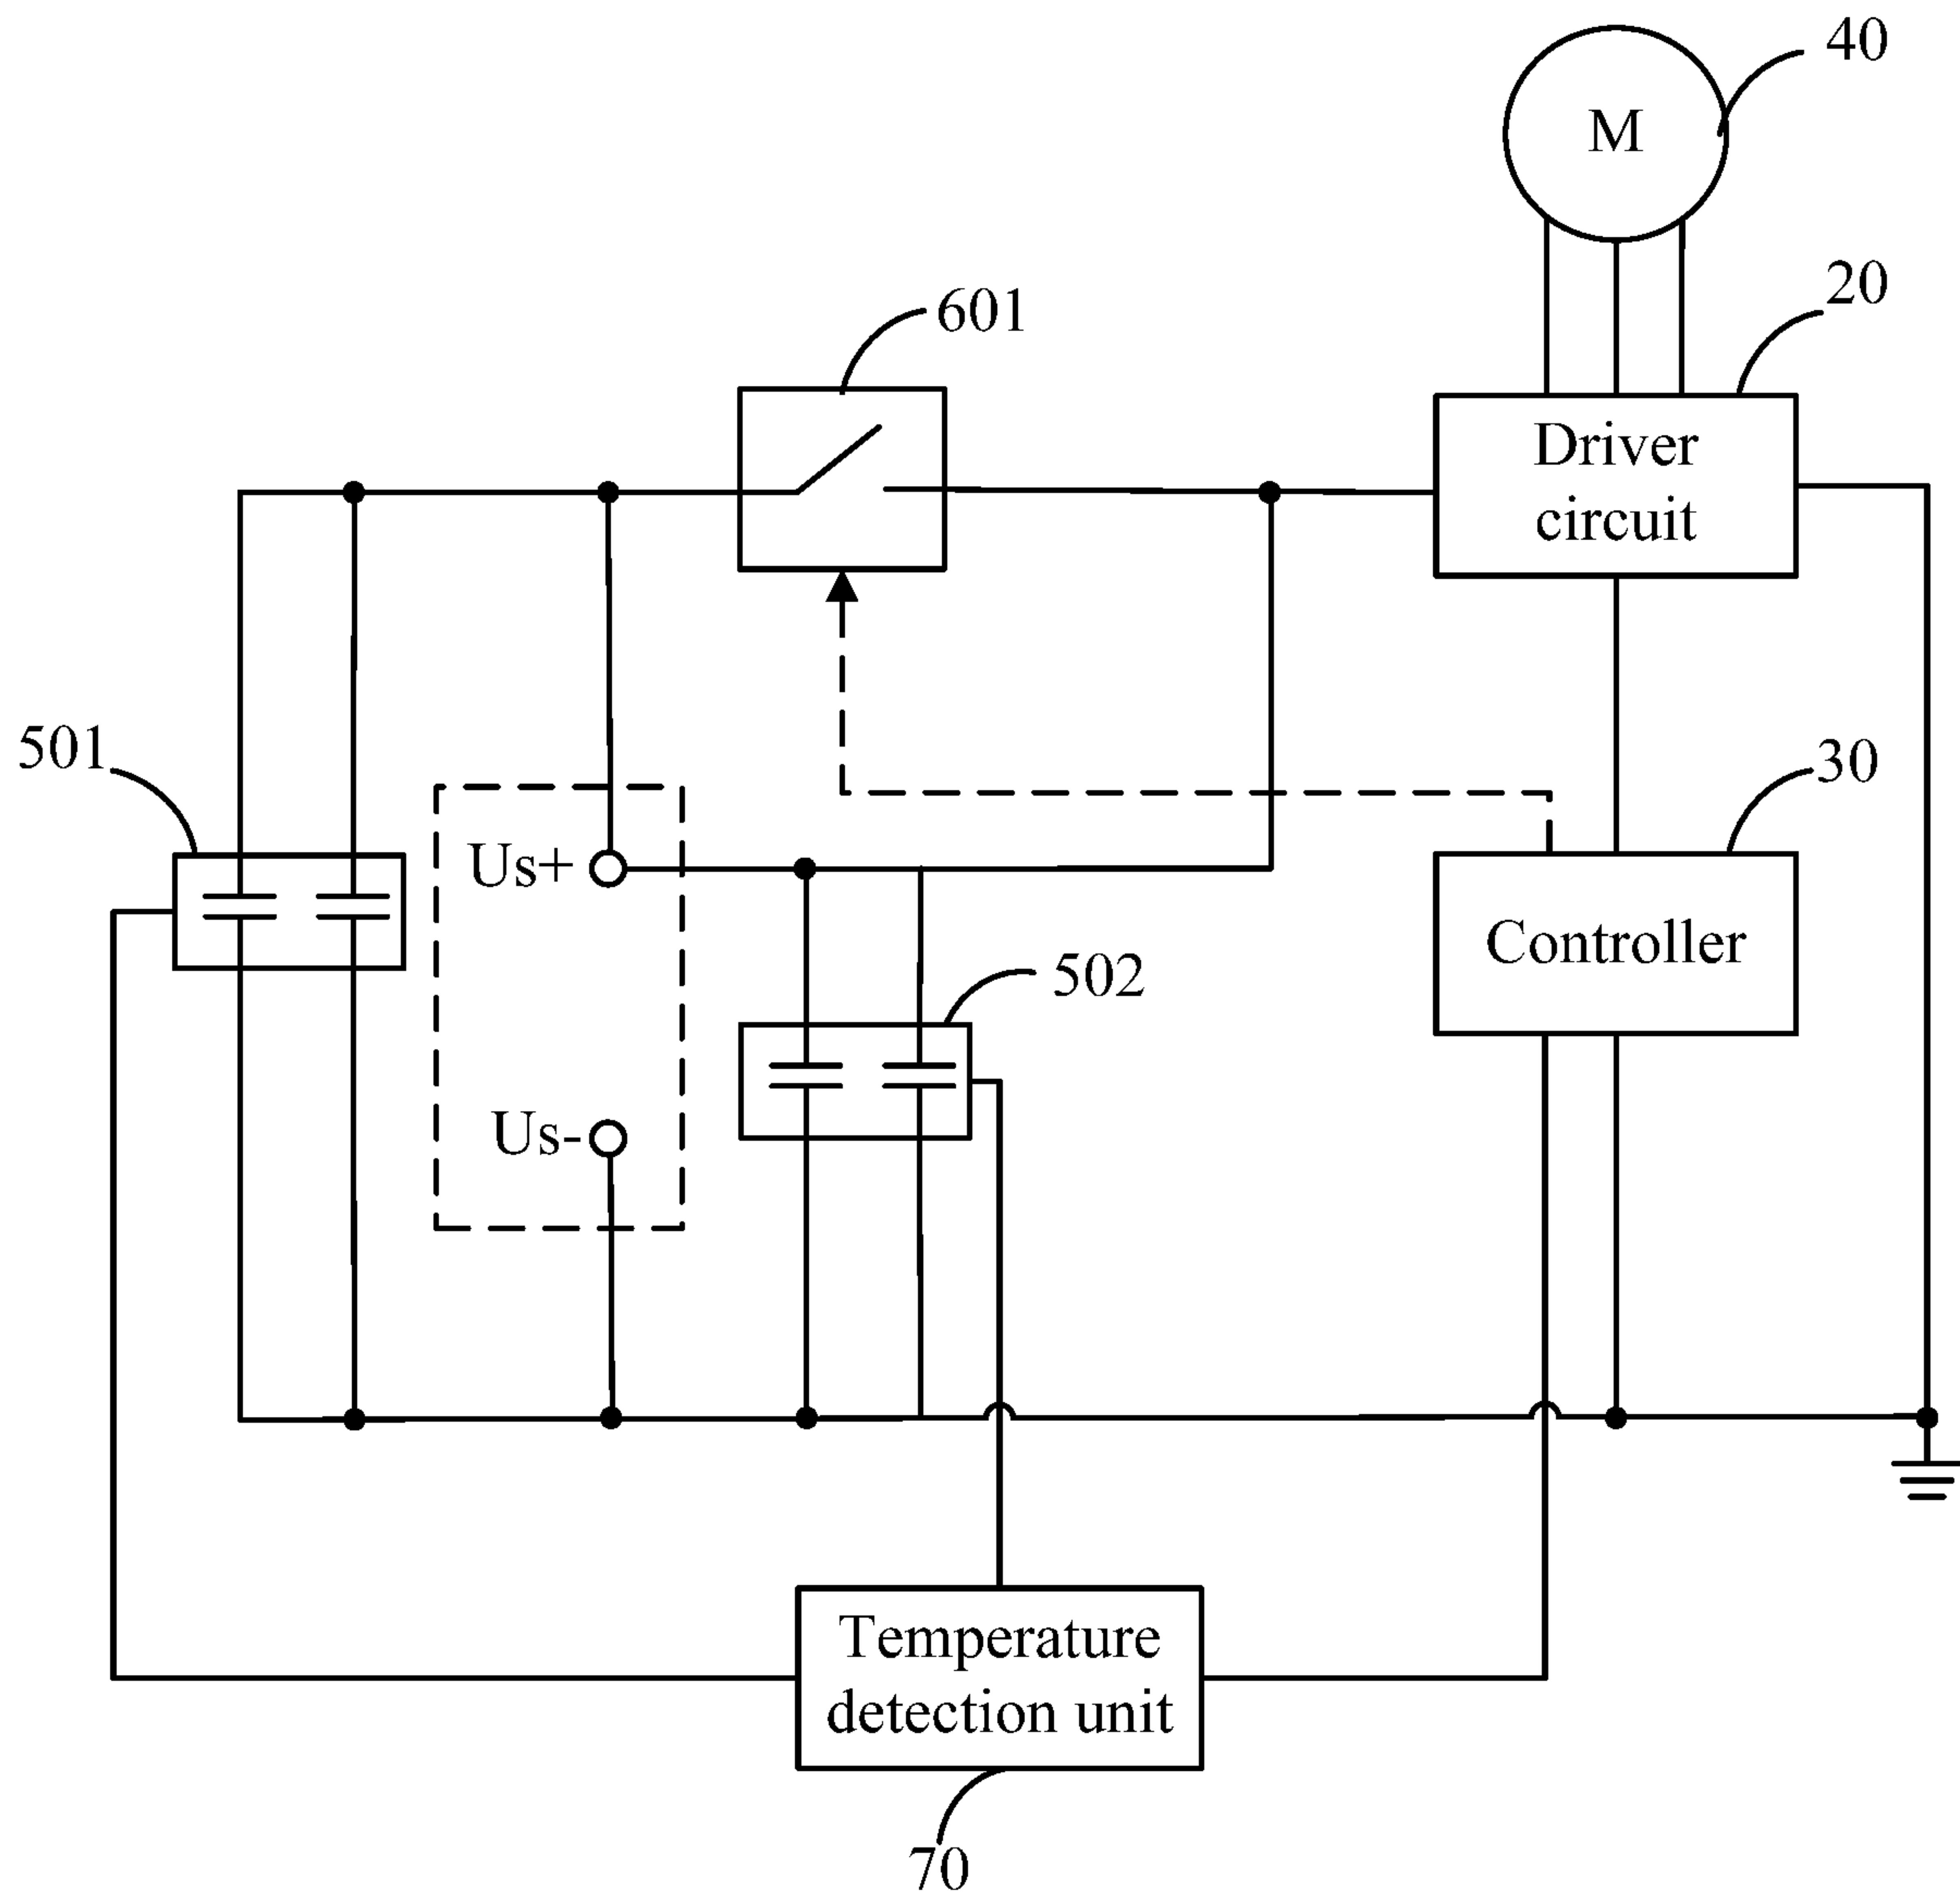 40
M
20
601
Driver
circuit
501
30
Us+
Controller
502
Us-
Temperature
detection unit
70